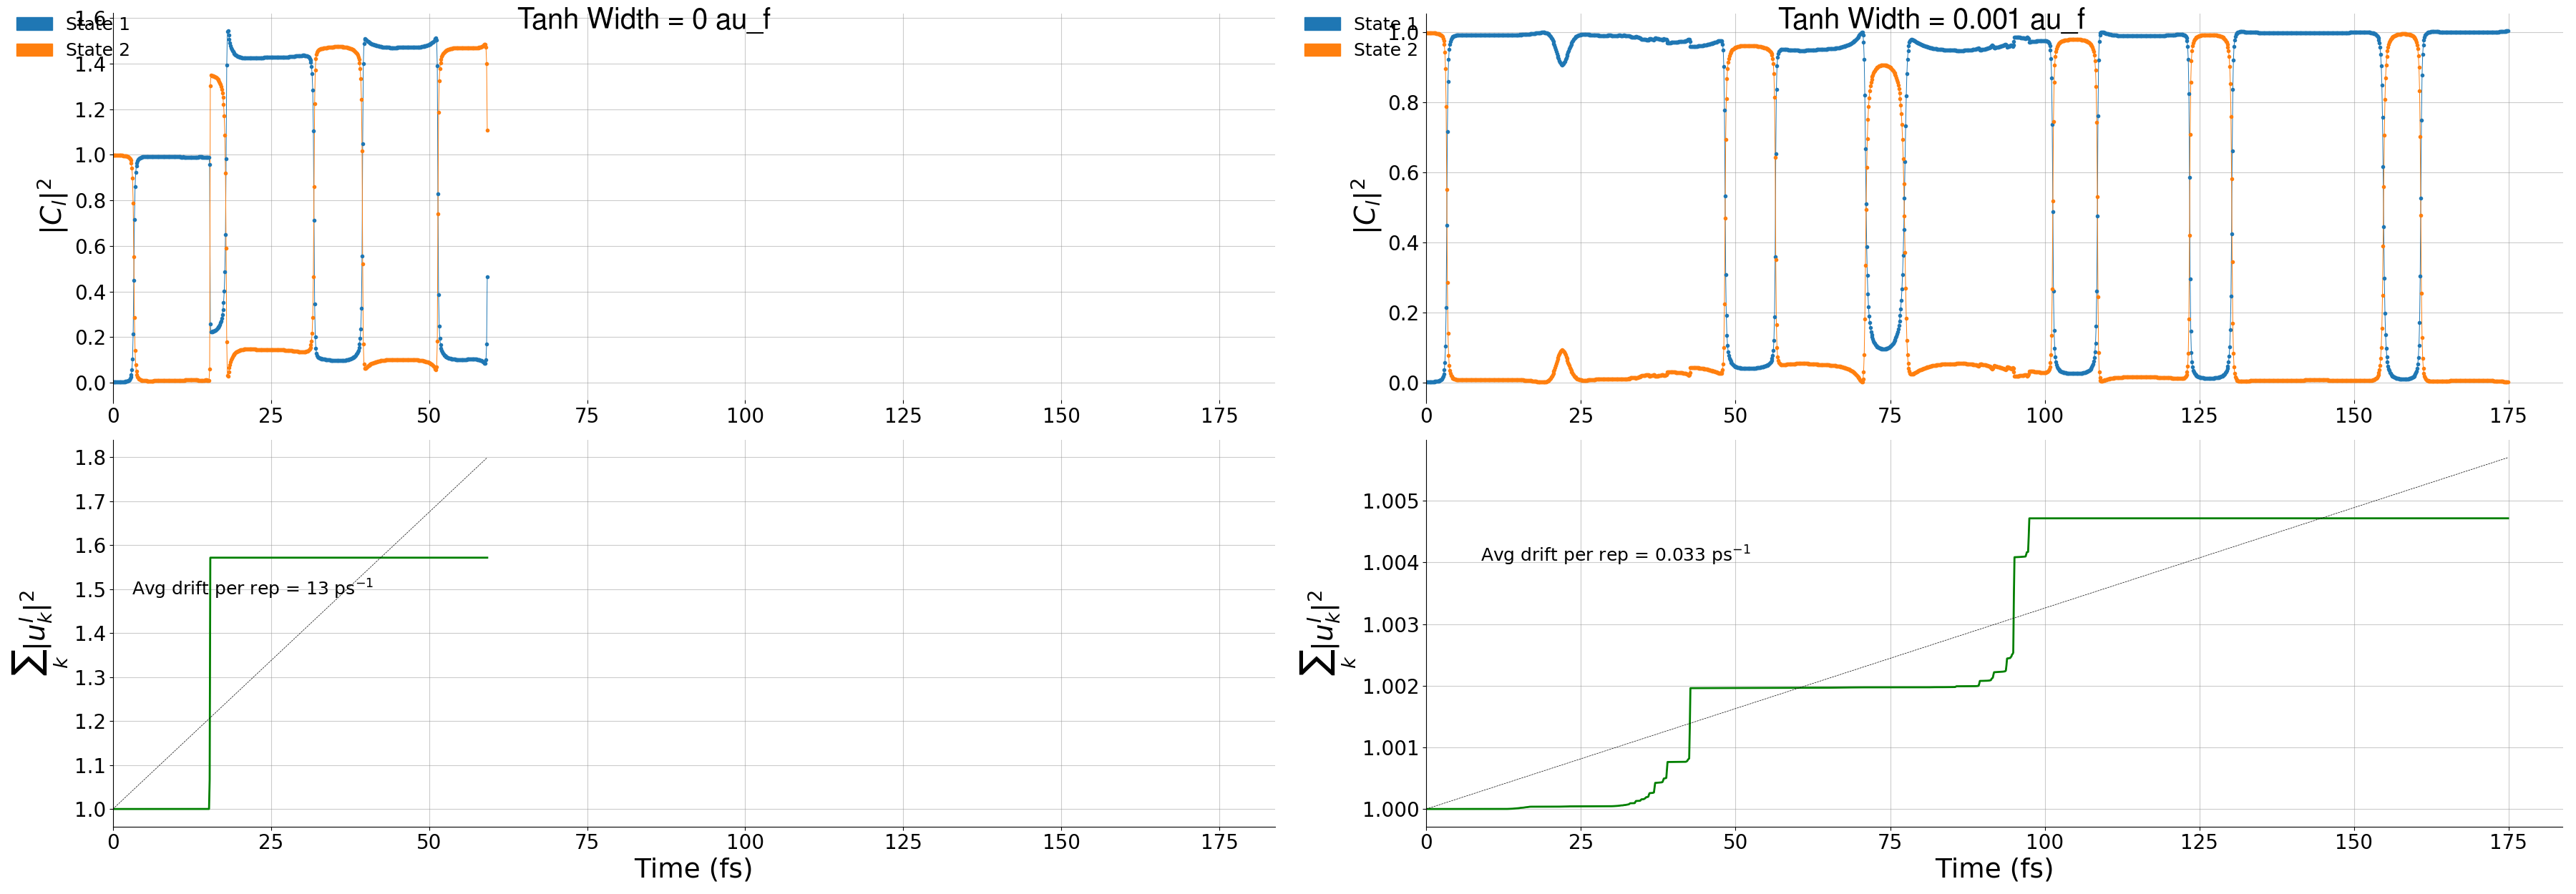 Tanh Width = 0 au_f
State 1
State 2
|C_l|^2
1.6
1.4
1.2
1.0
0.8
0.6
0.4
0.2
0.0
0 25 50 75 100 125 150 175
Tanh Width = 0.001 au_f
State 1
State 2
|C_l|^2
1.0
0.8
0.6
0.4
0.2
0.0
0 25 50 75 100 125 150 175
∑_k |u_k^l|^2
1.8
1.7
1.6
1.5
1.4
1.3
1.2
1.1
1.0
Avg drift per rep = 13 ps^−1
0 25 50 75 100 125 150 175
Time (fs)
∑_k |u_k^l|^2
1.005
1.004
1.003
1.002
1.001
1.000
Avg drift per rep = 0.033 ps^−1
0 25 50 75 100 125 150 175
Time (fs)